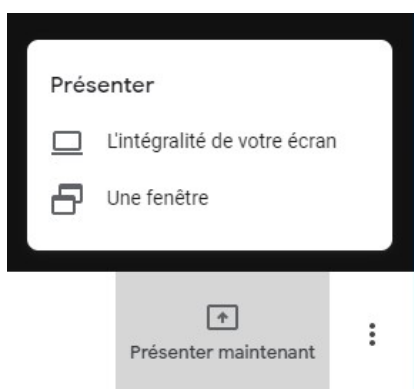 Présenter
L'intégralité de votre écran
Une fenêtre
Présenter maintenant